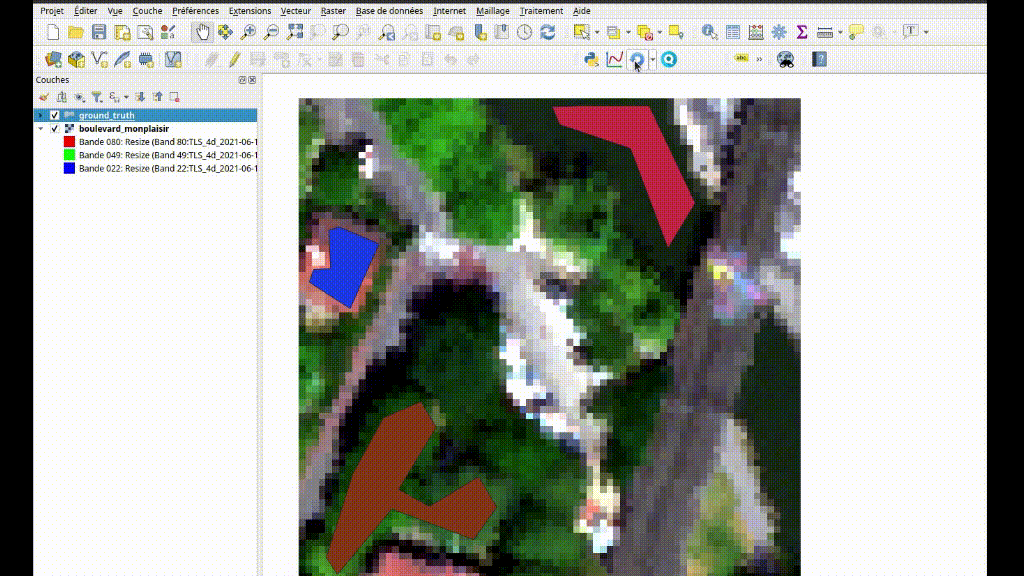 Projet Éditer Vue Couche Préférences Extensions Vecteur Raster Base de données Internet Maillage Traitement Aide
abc
Couches
ground_truth
boulevard_monplaisir
Bande 080: Resize (Band 80:TLS_4d_2021-06-1
Bande 049: Resize (Band 49:TLS_4d_2021-06-1
Bande 022: Resize (Band 22:TLS_4d_2021-06-1